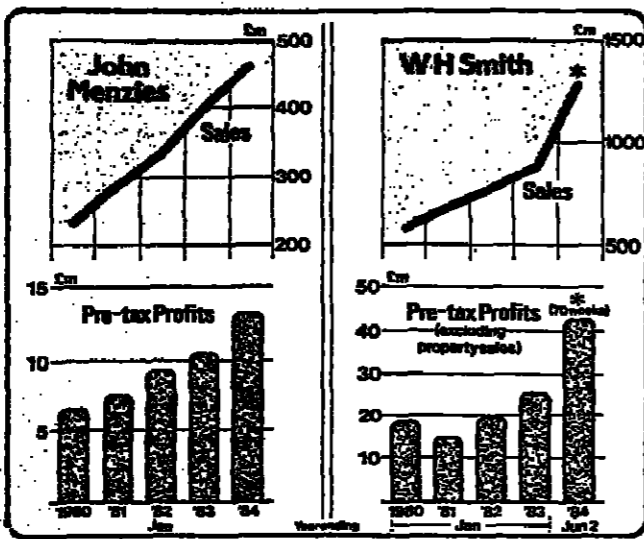 John
Menzies
Sales
£m
500
400
300
200
£m
15
10
5
Pre-tax Profits
1980 '81 '82 '83 '84
Jan
Year ending
W·H Smith
Sales
£m
*
1500
1000
500
50
£m
40
30
20
10
Pre-tax Profits
(excluding
property sales)
*
(70 weeks)
1980 '81 '82 '83 '84
Jan
Jun 2